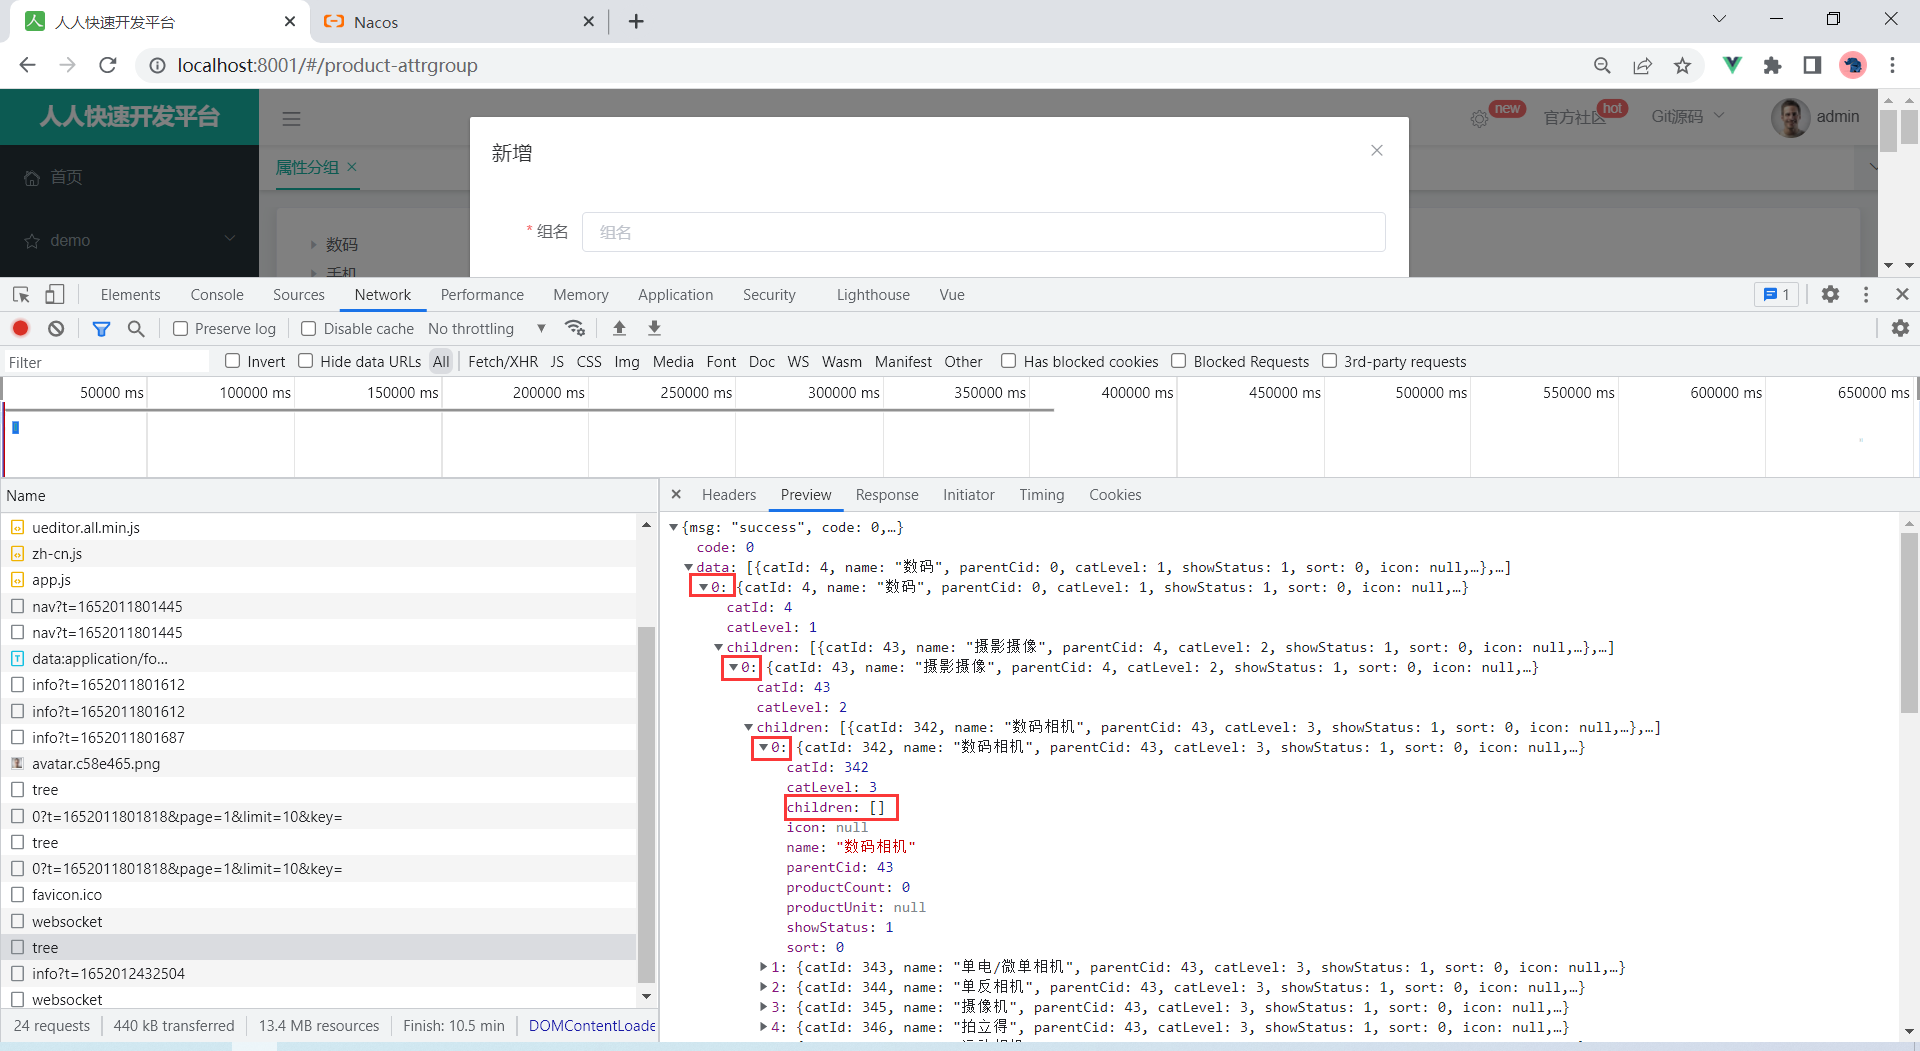 人人快速开发平台
Nacos
localhost:8001/#/product-attrgroup
人人快速开发平台
new
官方社区
hot
Git源码
admin
新增
属性分组
首页
* 组名
组名
demo
数码
手机
Elements Console Sources Network Performance Memory Application Security Lighthouse Vue 1
Preserve log Disable cache No throttling
Filter Invert Hide data URLs All Fetch/XHR JS CSS Img Media Font Doc WS Wasm Manifest Other Has blocked cookies Blocked Requests 3rd-party requests
50000 ms 100000 ms 150000 ms 200000 ms 250000 ms 300000 ms 350000 ms 400000 ms 450000 ms 500000 ms 550000 ms 600000 ms 650000 ms
Name
ueditor.all.min.js
zh-cn.js
app.js
nav?t=1652011801445
nav?t=1652011801445
data:application/fo...
info?t=1652011801612
info?t=1652011801612
info?t=1652011801687
avatar.c58e465.png
tree
0?t=1652011801818&page=1&limit=10&key=
tree
0?t=1652011801818&page=1&limit=10&key=
favicon.ico
websocket
tree
info?t=1652012432504
websocket
24 requests 440 kB transferred 13.4 MB resources Finish: 10.5 min DOMContentLoade
Headers Preview Response Initiator Timing Cookies
{msg: "success", code: 0,…}
code: 0
data: [{catId: 4, name: "数码", parentCid: 0, catLevel: 1, showStatus: 1, sort: 0, icon: null,…},…]
0: {catId: 4, name: "数码", parentCid: 0, catLevel: 1, showStatus: 1, sort: 0, icon: null,…}
catId: 4
catLevel: 1
children: [{catId: 43, name: "摄影摄像", parentCid: 4, catLevel: 2, showStatus: 1, sort: 0, icon: null,…},…]
0: {catId: 43, name: "摄影摄像", parentCid: 4, catLevel: 2, showStatus: 1, sort: 0, icon: null,…}
catId: 43
catLevel: 2
children: [{catId: 342, name: "数码相机", parentCid: 43, catLevel: 3, showStatus: 1, sort: 0, icon: null,…},…]
0: {catId: 342, name: "数码相机", parentCid: 43, catLevel: 3, showStatus: 1, sort: 0, icon: null,…}
catId: 342
catLevel: 3
children: []
icon: null
name: "数码相机"
parentCid: 43
productCount: 0
productUnit: null
showStatus: 1
sort: 0
1: {catId: 343, name: "单电/微单相机", parentCid: 43, catLevel: 3, showStatus: 1, sort: 0, icon: null,…}
2: {catId: 344, name: "单反相机", parentCid: 43, catLevel: 3, showStatus: 1, sort: 0, icon: null,…}
3: {catId: 345, name: "摄像机", parentCid: 43, catLevel: 3, showStatus: 1, sort: 0, icon: null,…}
4: {catId: 346, name: "拍立得", parentCid: 43, catLevel: 3, showStatus: 1, sort: 0, icon: null,…}